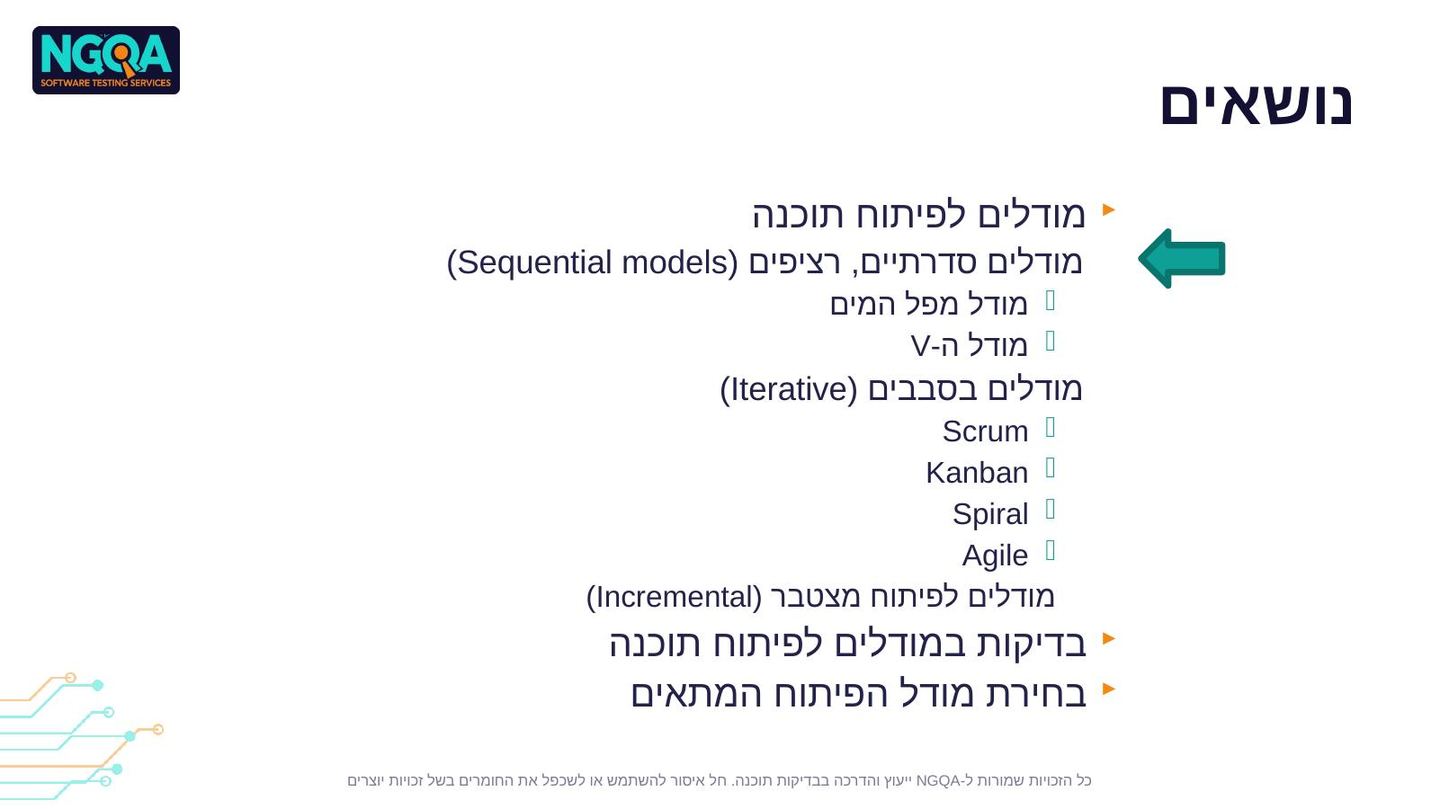 NGQA
SOFTWARE TESTING SERVICES
נושאים
מודלים לפיתוח תוכנה
מודלים סדרתיים, רציפים (Sequential models)
מודל מפל המים
מודל ה-V
מודלים בסבבים (Iterative)
Scrum
Kanban
Spiral
Agile
מודלים לפיתוח מצטבר (Incremental)
בדיקות במודלים לפיתוח תוכנה
בחירת מודל הפיתוח המתאים
כל הזכויות שמורות ל-NGQA ייעוץ והדרכה בבדיקות תוכנה. חל איסור להשתמש או לשכפל את החומרים בשל זכויות יוצרים